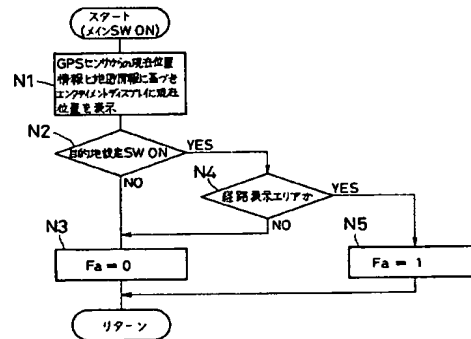 スタート
(メインSW ON)
N1
GPSセンサからの現在位置
情報と地図情報に基づき
エンタテイメントディスプレイに現在
位置を表示
N2
目的地設定SW ON
YES
NO
N4
経路表示エリアか
YES
NO
N3
Fa = 0
N5
Fa = 1
リターン